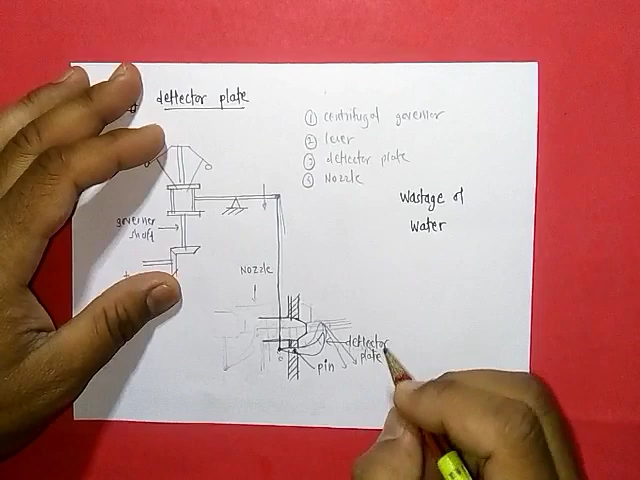 deflector plate
① centrifugal governor
② lever
③ deflector plate
④ Nozzle
Wastage of
Water
governer
shaft
Nozzle
deflector
plate
pin